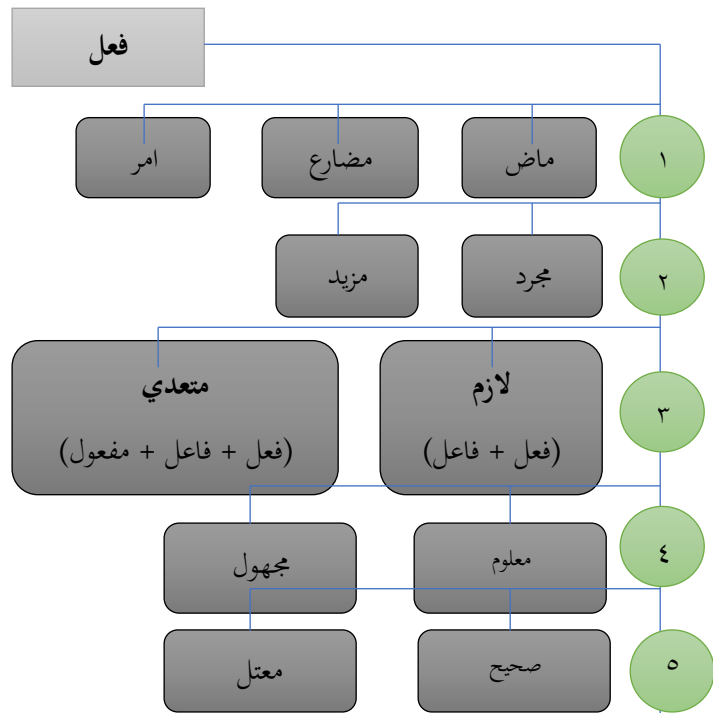 فعل
١
ماض
مضارع
امر
٢
مجرد
مزيد
٣
لازم
(فعل + فاعل)
متعدي
(فعل + فاعل + مفعول)
٤
معلوم
مجهول
٥
صحيح
معتل